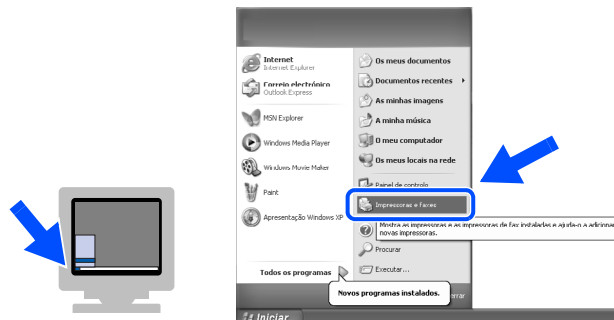 Internet
Internet Explorer
Correio electrónico
Outlook Express
MSN Explorer
Windows Media Player
Windows Movie Maker
Paint
Apresentação Windows XP
Todos os programas
Os meus documentos
Documentos recentes
As minhas imagens
A minha música
O meu computador
Os meus locais na rede
Painel de controlo
Impressoras e faxes
Mostra as impressoras e as impressoras de fax instaladas e ajuda-o a adicionar
novas impressoras.
Procurar
Executar...
Novos programas instalados.
Iniciar